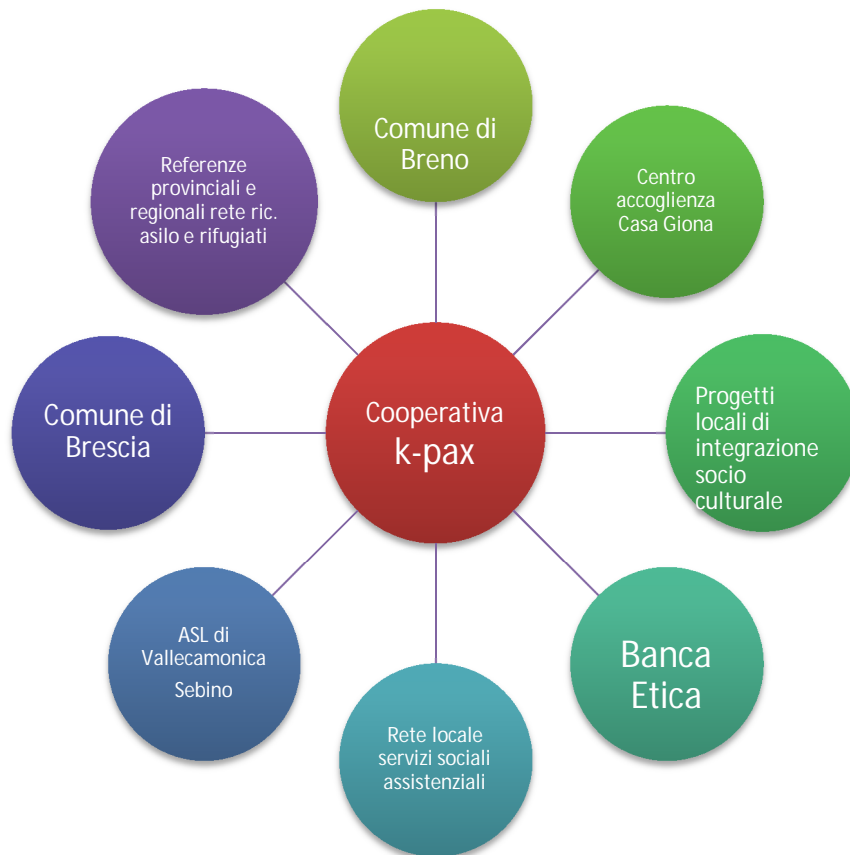 Comune di
Breno
Centro
accoglienza
Casa Giona
Progetti
locali di
integrazione
socio
culturale
Banca
Etica
Rete locale
servizi sociali
assistenziali
ASL di
Vallecamonica
Sebino
Comune di
Brescia
Referenze
provinciali e
regionali rete ric.
asilo e rifugiati
Cooperativa
k-pax